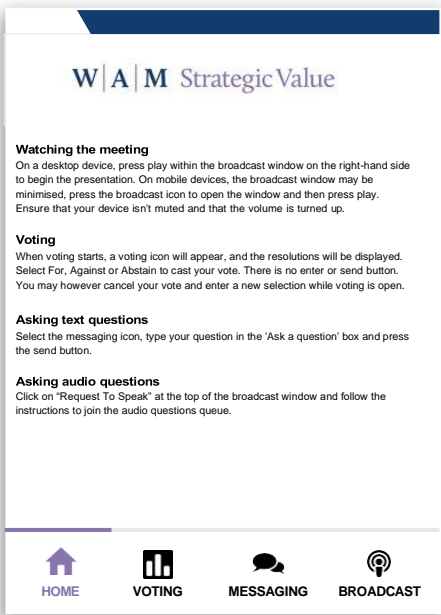 W|A|M Strategic Value
Watching the meeting
On a desktop device, press play within the broadcast window on the right-hand side
to begin the presentation. On mobile devices, the broadcast window may be
minimised, press the broadcast icon to open the window and then press play.
Ensure that your device isn't muted and that the volume is turned up.
Voting
When voting starts, a voting icon will appear, and the resolutions will be displayed.
Select For, Against or Abstain to cast your vote. There is no enter or send button.
You may however cancel your vote and enter a new selection while voting is open.
Asking text questions
Select the messaging icon, type your question in the 'Ask a question' box and press
the send button.
Asking audio questions
Click on “Request To Speak” at the top of the broadcast window and follow the
instructions to join the audio questions queue.
HOME VOTING MESSAGING BROADCAST